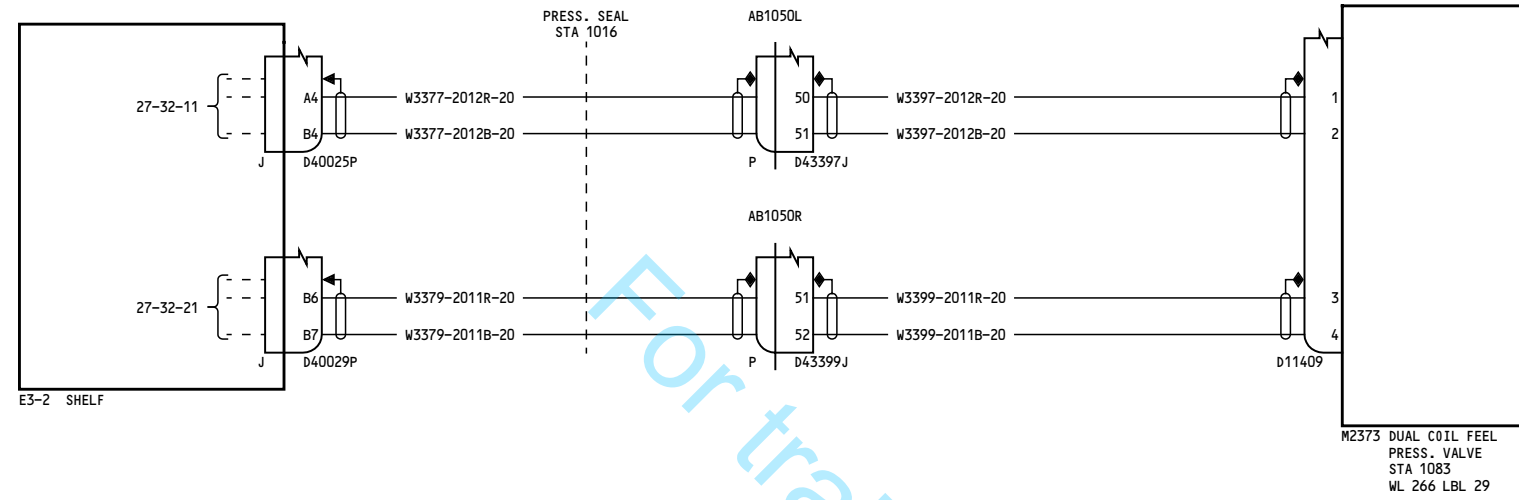 PRESS. SEAL
STA 1016
AB1050L
27-32-11
A4
W3377-2012R-20
50
W3397-2012R-20
1
B4
W3377-2012B-20
51
W3397-2012B-20
2
J
D40025P
P
D43397J
AB1050R
27-32-21
B6
W3379-2011R-20
51
W3399-2011R-20
3
B7
W3379-2011B-20
52
W3399-2011B-20
4
J
D40029P
P
D43399J
D11409
E3-2 SHELF
M2373 DUAL COIL FEEL
PRESS. VALVE
STA 1083
WL 266 LBL 29
For tra